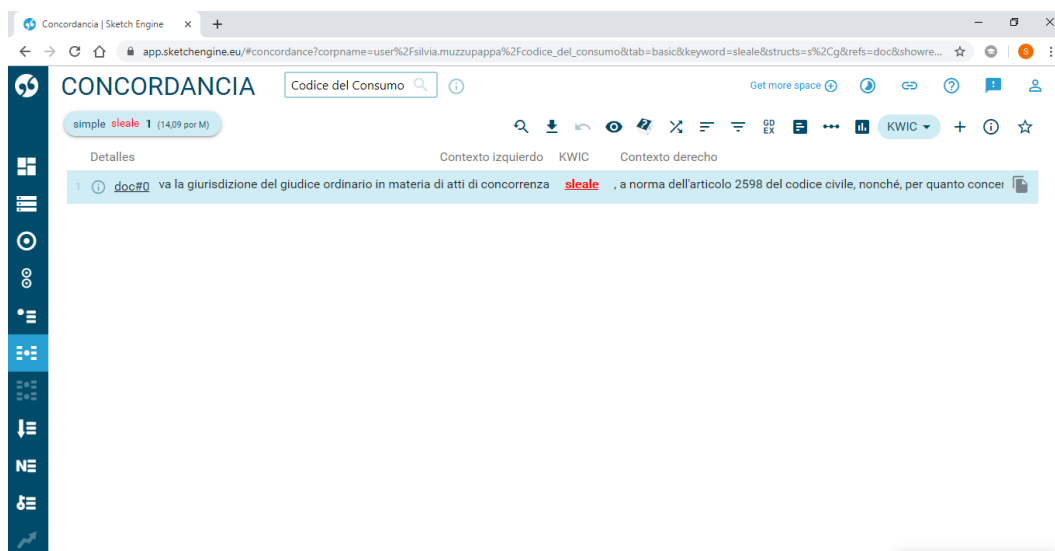 Concordancia | Sketch Engine
app.sketchengine.eu/#concordance?corpname=user%2Fsilvia.muzzupappa%2Fcodice_del_consumo&tab=basic&keyword=sleale&structs=s%2Cg&refs=doc&showre...
S
CONCORDANCIA
Codice del Consumo
Get more space
simple sleale 1 (14,09 por M)
GD EX
KWIC
Detalles Contexto izquierdo KWIC Contexto derecho
1 doc#0 va la giurisdizione del giudice ordinario in materia di atti di concorrenza sleale , a norma dell'articolo 2598 del codice civile, nonché, per quanto concer
N